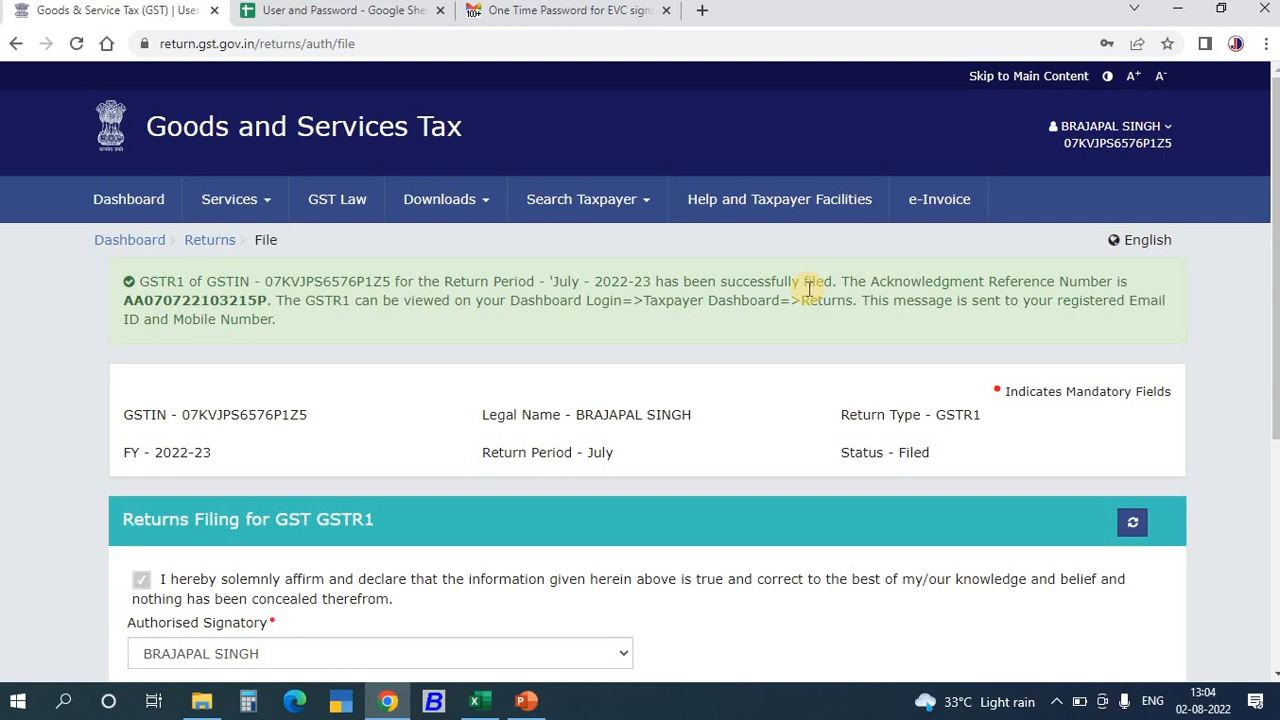 Goods & Service Tax (GST) | User
User and Password - Google She
One Time Password for EVC sign
return.gst.gov.in/returns/auth/file
Skip to Main Content A+ A-
Goods and Services Tax
BRAJAPAL SINGH
07KVJPS6576P1Z5
Dashboard Services GST Law Downloads Search Taxpayer Help and Taxpayer Facilities e-Invoice
Dashboard Returns File English
GSTR1 of GSTIN - 07KVJPS6576P1Z5 for the Return Period - 'July - 2022-23 has been successfully filed. The Acknowledgment Reference Number is
AA070722103215P. The GSTR1 can be viewed on your Dashboard Login=>Taxpayer Dashboard=>Returns. This message is sent to your registered Email
ID and Mobile Number.
• Indicates Mandatory Fields
GSTIN - 07KVJPS6576P1Z5 Legal Name - BRAJAPAL SINGH Return Type - GSTR1
FY - 2022-23 Return Period - July Status - Filed
Returns Filing for GST GSTR1
I hereby solemnly affirm and declare that the information given herein above is true and correct to the best of my/our knowledge and belief and
nothing has been concealed therefrom.
Authorised Signatory•
BRAJAPAL SINGH
33°C Light rain ENG 13:04
02-08-2022